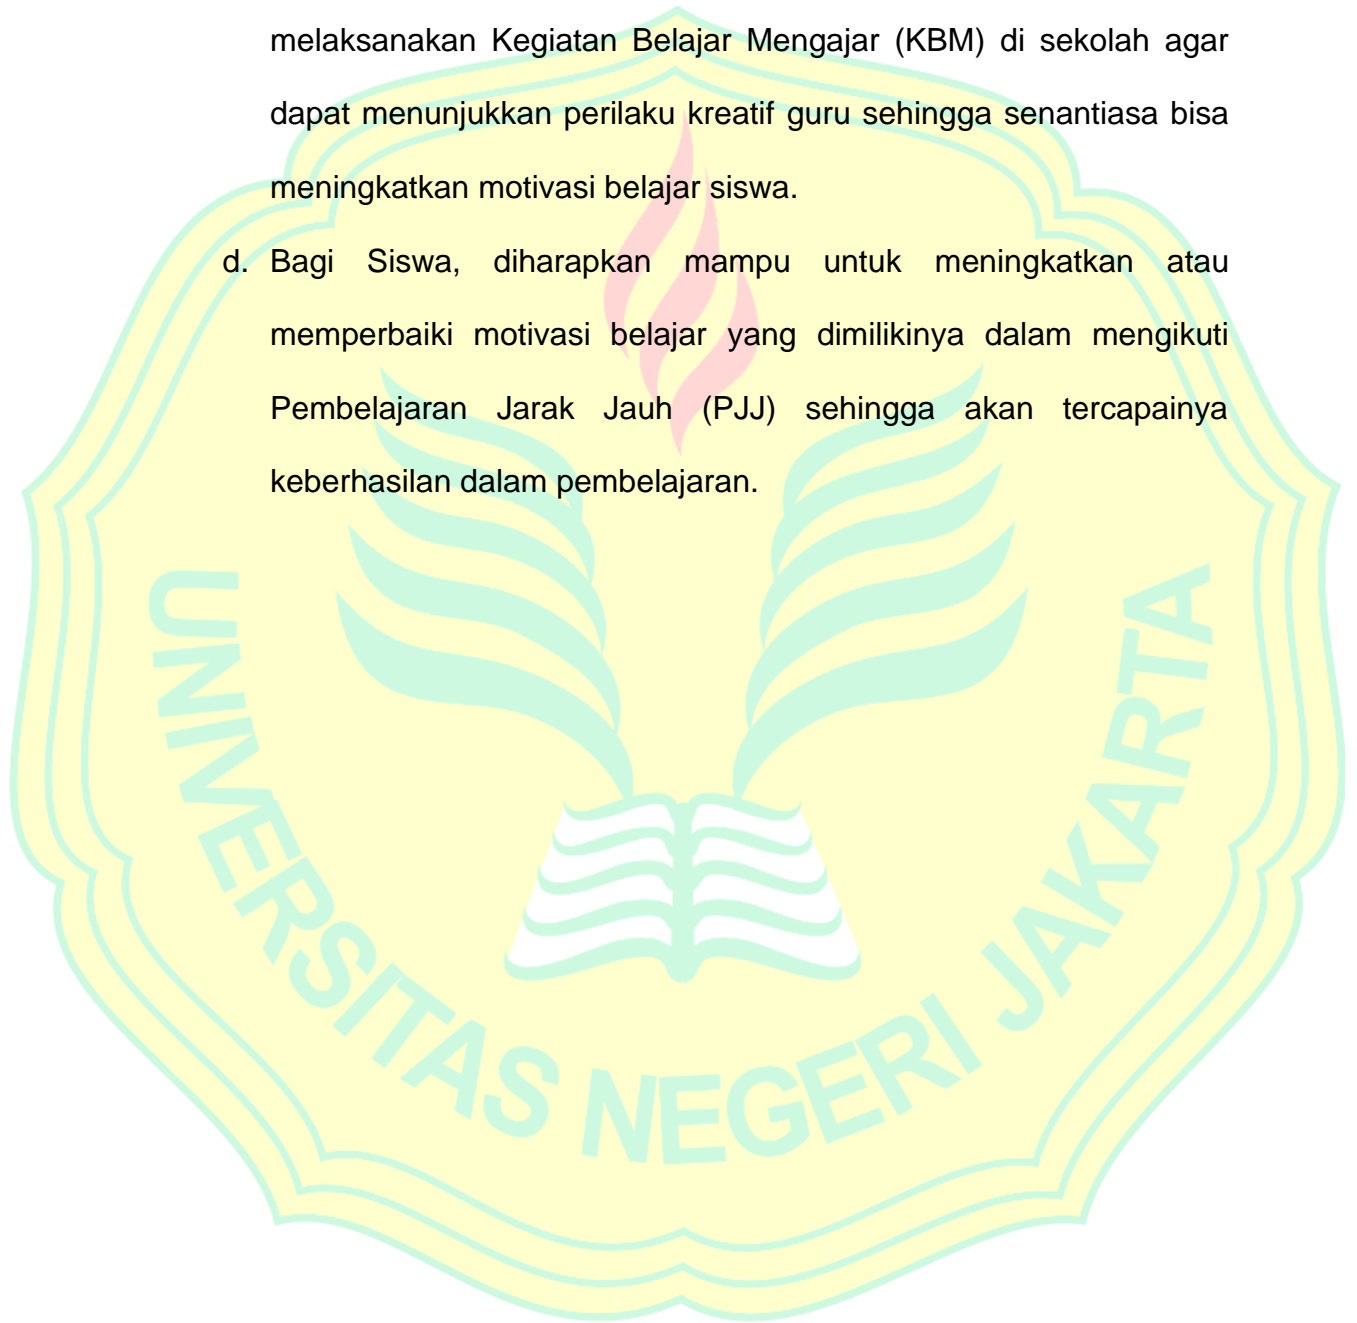 melaksanakan Kegiatan Belajar Mengajar (KBM) di sekolah agar
dapat menunjukkan perilaku kreatif guru sehingga senantiasa bisa
meningkatkan motivasi belajar siswa.
d. Bagi Siswa, diharapkan mampu untuk meningkatkan atau
memperbaiki motivasi belajar yang dimilikinya dalam mengikuti
Pembelajaran Jarak Jauh (PJJ) sehingga akan tercapainya
keberhasilan dalam pembelajaran.
UNIVERSITAS NEGERI JAKARTA